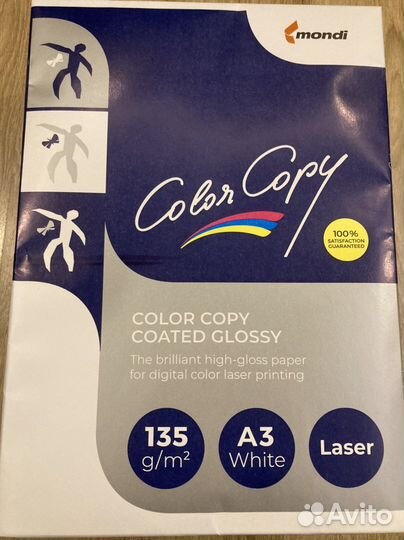 mondi
Color Copy
100%
SATISFACTION
GUARANTEED
COLOR COPY
COATED GLOSSY
The brilliant high-gloss paper
for digital color laser printing
135
g/m²
A3
White
Laser
Avito